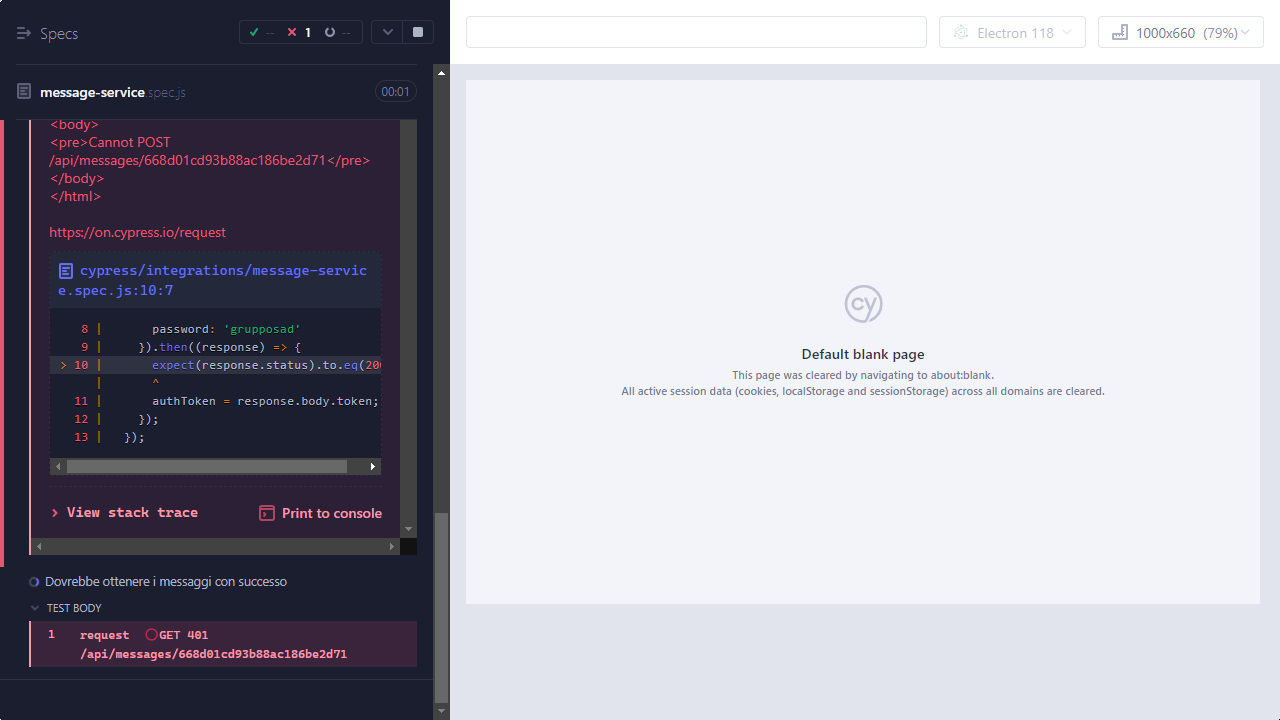 Specs
-- 1 --
Electron 118
1000x660 (79%)
message-service.spec.js
00:01
<body>
<pre>Cannot POST
/api/messages/668d01cd93b88ac186be2d71</pre>
</body>
</html>
https://on.cypress.io/request
cypress/integrations/message-servic
e.spec.js:10:7
8 | password: 'grupposad'
9 | }).then((response) => {
> 10 | expect(response.status).to.eq(20
| ^
11 | authToken = response.body.token;
12 | });
13 | });
> View stack trace
Print to console
Dovrebbe ottenere i messaggi con successo
TEST BODY
1 request GET 401
/api/messages/668d01cd93b88ac186be2d71
cy
Default blank page
This page was cleared by navigating to about:blank.
All active session data (cookies, localStorage and sessionStorage) across all domains are cleared.